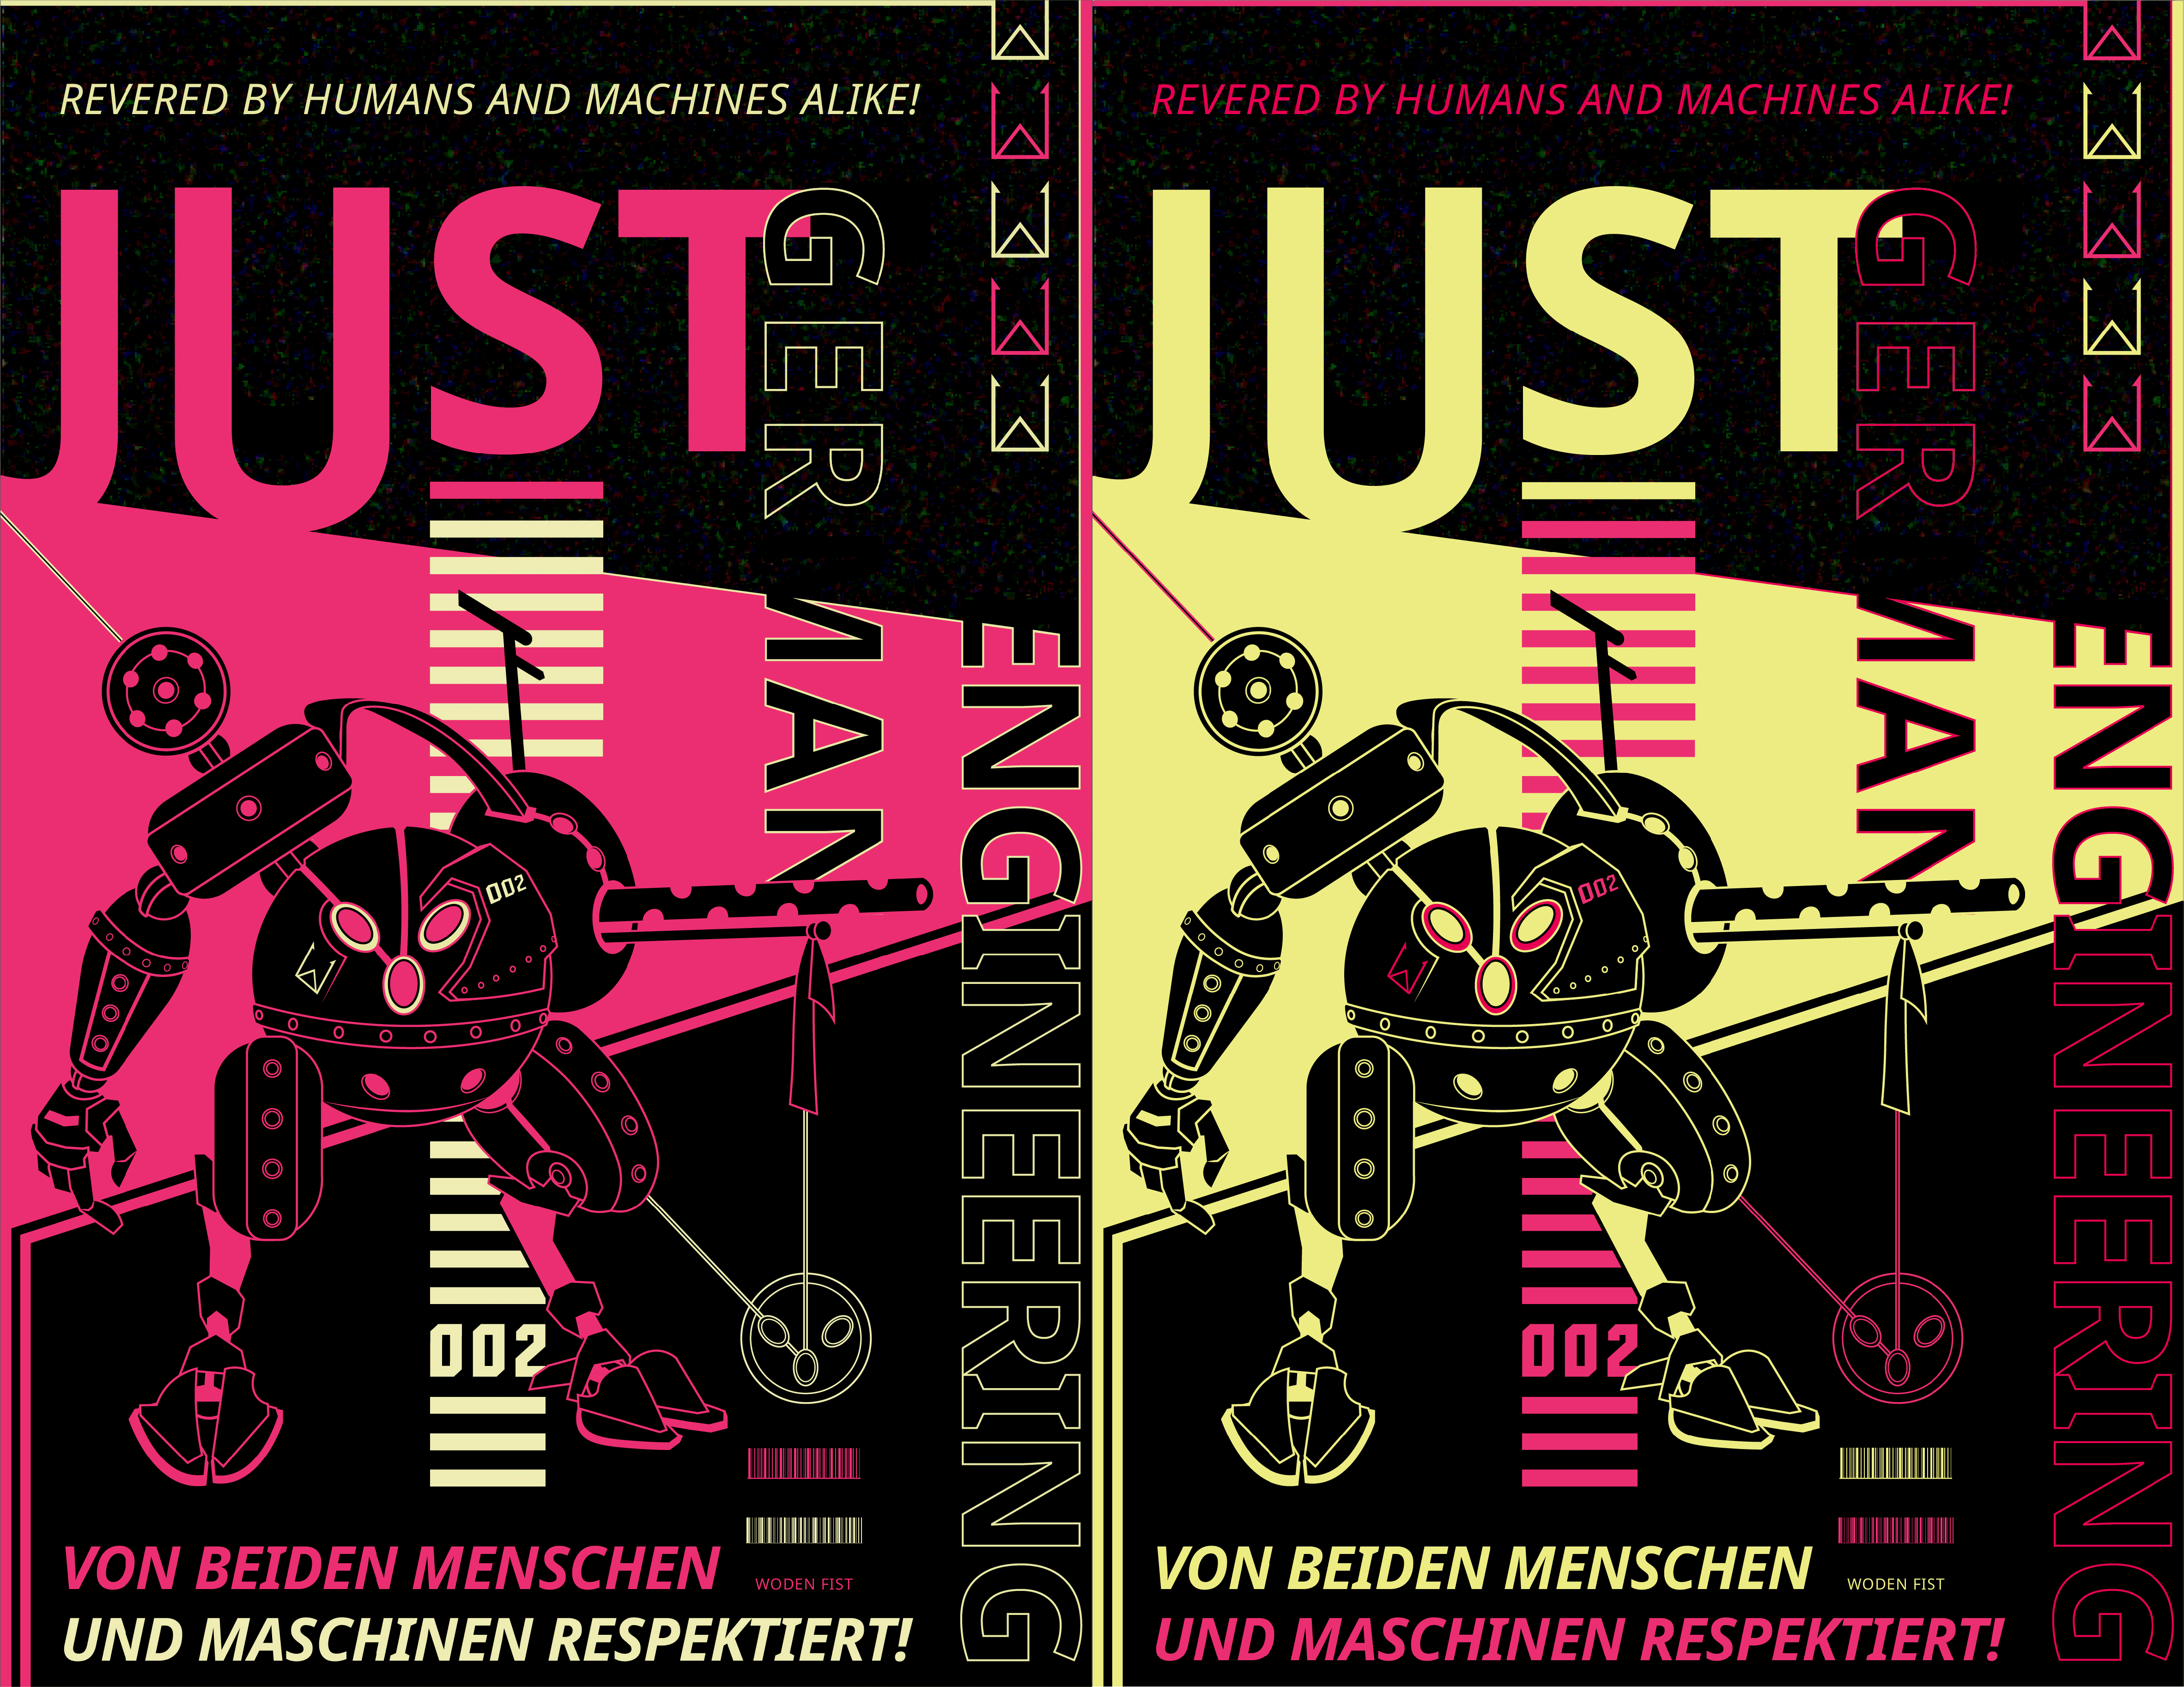 REVERED BY HUMANS AND MACHINES ALIKE!
JUST
GERMAN
ENGINEERING
002
002
VON BEIDEN MENSCHEN
UND MASCHINEN RESPEKTIERT!
WODEN FIST
REVERED BY HUMANS AND MACHINES ALIKE!
JUST
GERMAN
ENGINEERING
002
002
VON BEIDEN MENSCHEN
UND MASCHINEN RESPEKTIERT!
WODEN FIST